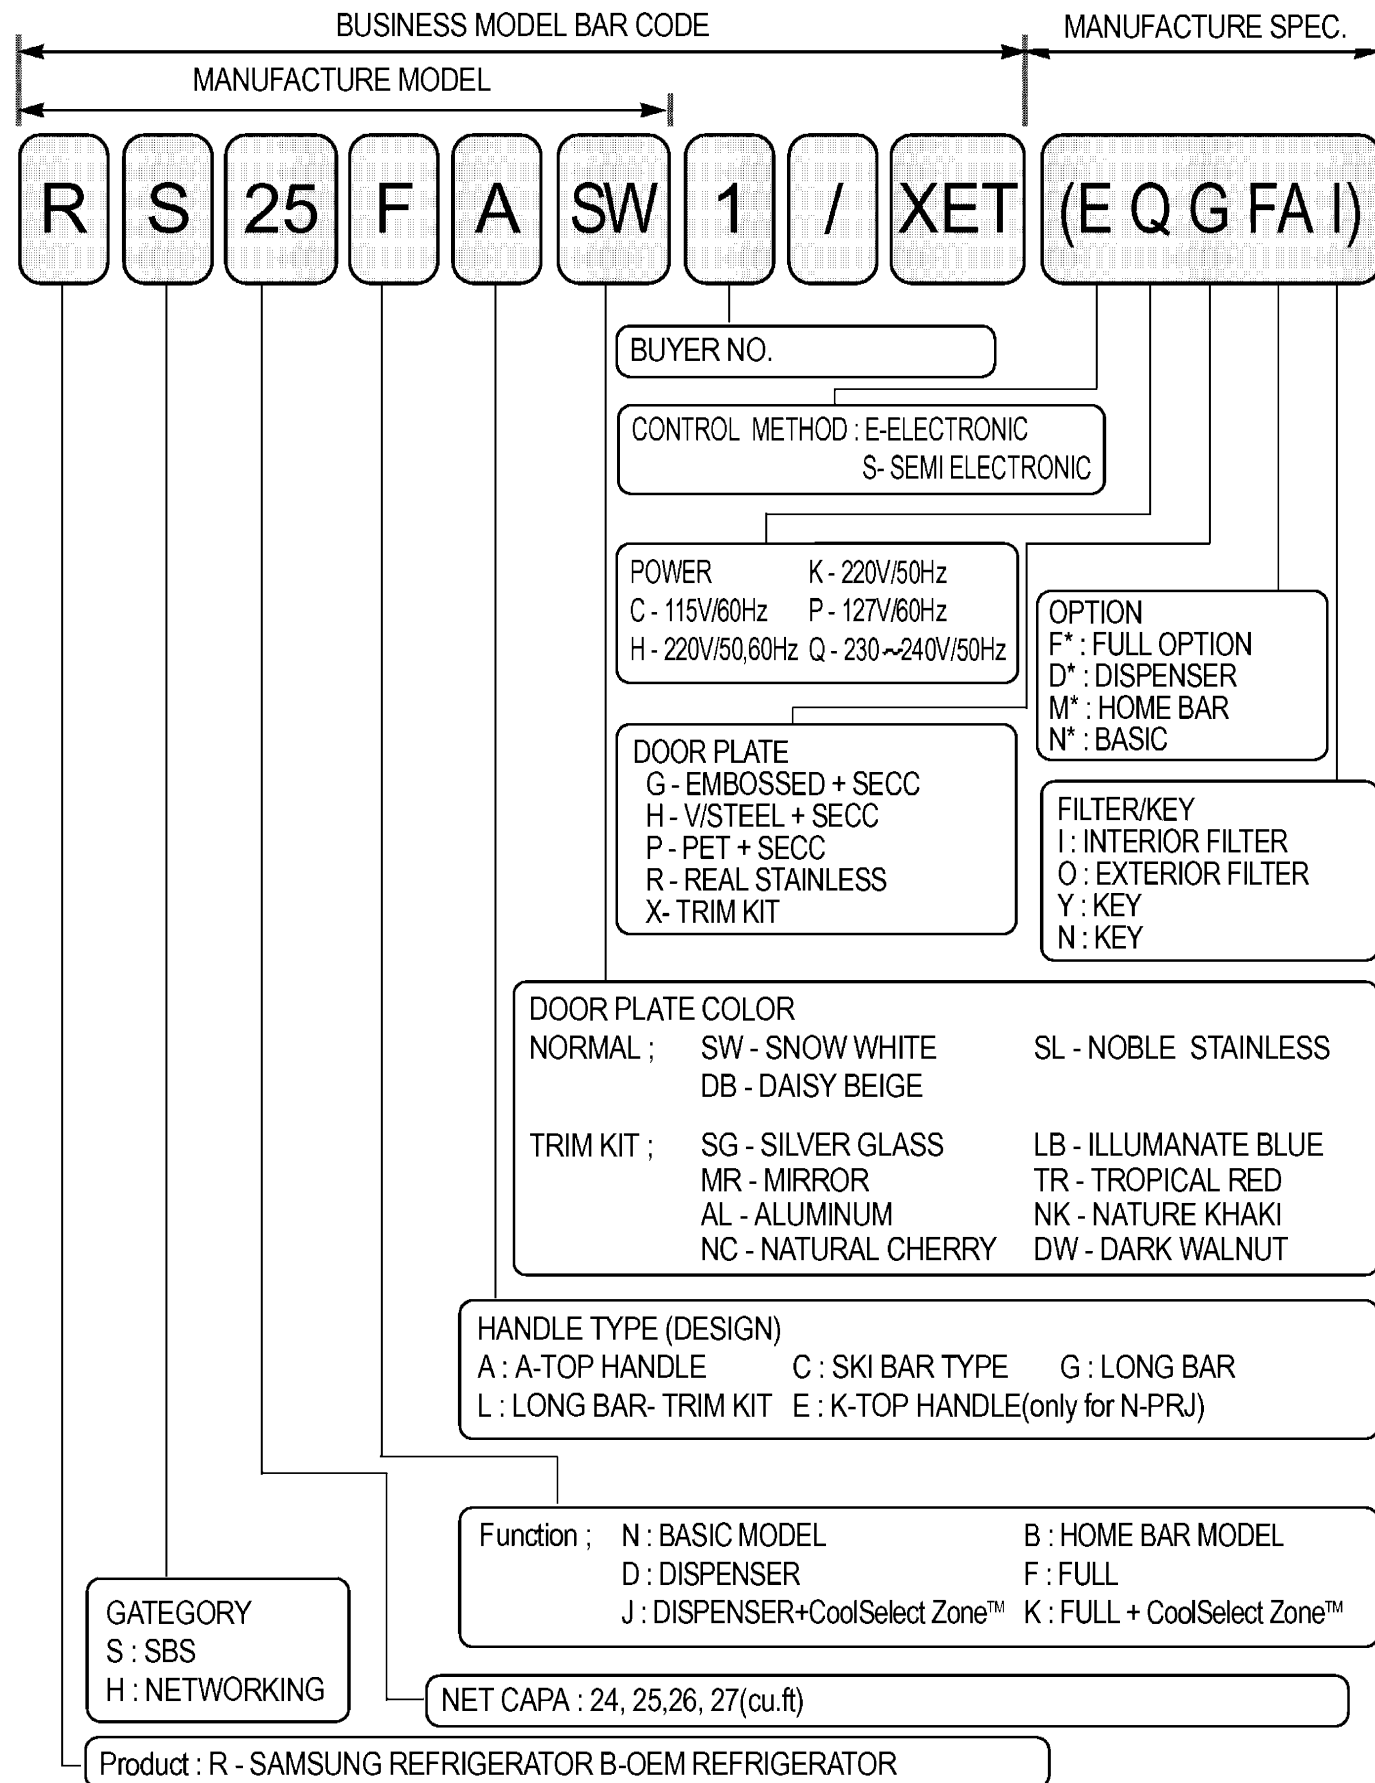 BUSINESS MODEL BAR CODE
MANUFACTURE SPEC.
MANUFACTURE MODEL
R S 25 F A SW 1 / XET (E Q G FA I)
BUYER NO.
CONTROL METHOD : E-ELECTRONIC
S- SEMI ELECTRONIC
POWER K - 220V/50Hz
C - 115V/60Hz P - 127V/60Hz
H - 220V/50,60Hz Q - 230~240V/50Hz
OPTION
F* : FULL OPTION
D* : DISPENSER
M* : HOME BAR
N* : BASIC
DOOR PLATE
G - EMBOSSED + SECC
H - V/STEEL + SECC
P - PET + SECC
R - REAL STAINLESS
X- TRIM KIT
FILTER/KEY
I : INTERIOR FILTER
O : EXTERIOR FILTER
Y : KEY
N : KEY
DOOR PLATE COLOR
NORMAL ; SW - SNOW WHITE SL - NOBLE STAINLESS
DB - DAISY BEIGE
TRIM KIT ; SG - SILVER GLASS LB - ILLUMANATE BLUE
MR - MIRROR TR - TROPICAL RED
AL - ALUMINUM NK - NATURE KHAKI
NC - NATURAL CHERRY DW - DARK WALNUT
HANDLE TYPE (DESIGN)
A : A-TOP HANDLE C : SKI BAR TYPE G : LONG BAR
L : LONG BAR- TRIM KIT E : K-TOP HANDLE(only for N-PRJ)
Function ; N : BASIC MODEL B : HOME BAR MODEL
D : DISPENSER F : FULL
J : DISPENSER+CoolSelect Zone™ K : FULL + CoolSelect Zone™
GATEGORY
S : SBS
H : NETWORKING
NET CAPA : 24, 25,26, 27(cu.ft)
Product : R - SAMSUNG REFRIGERATOR B-OEM REFRIGERATOR